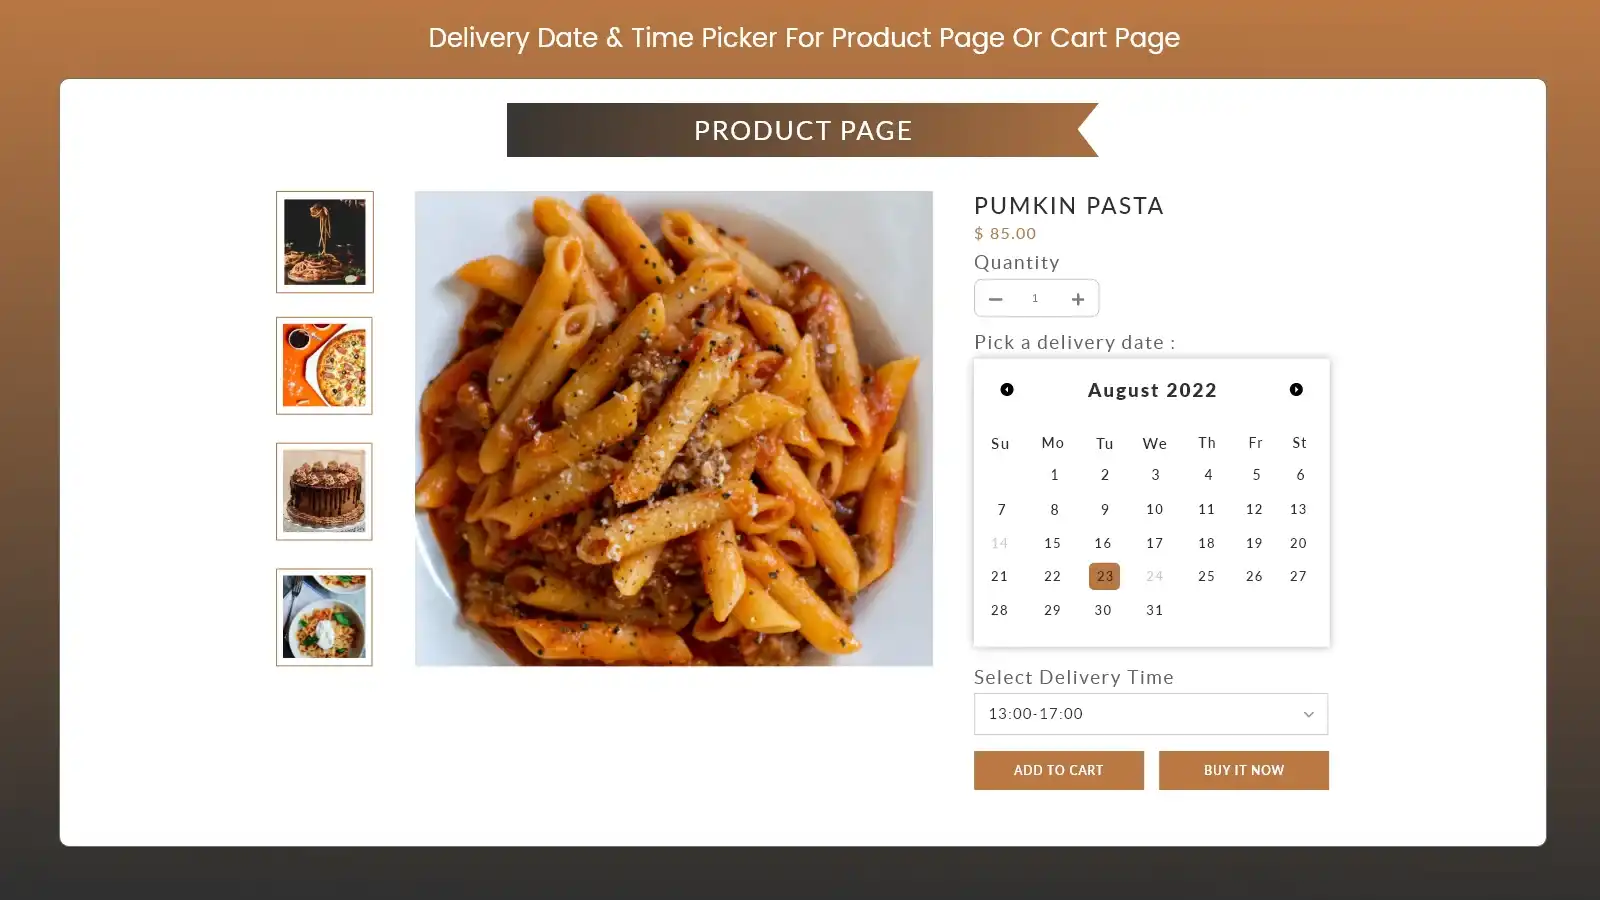 Delivery Date & Time Picker For Product Page Or Cart Page
PRODUCT PAGE
PUMKIN PASTA
$ 85.00
Quantity
1
Pick a delivery date :
August 2022
Su Mo Tu We Th Fr St
1 2 3 4 5 6
7 8 9 10 11 12 13
14 15 16 17 18 19 20
21 22 23 24 25 26 27
28 29 30 31
Select Delivery Time
13:00-17:00
ADD TO CART BUY IT NOW